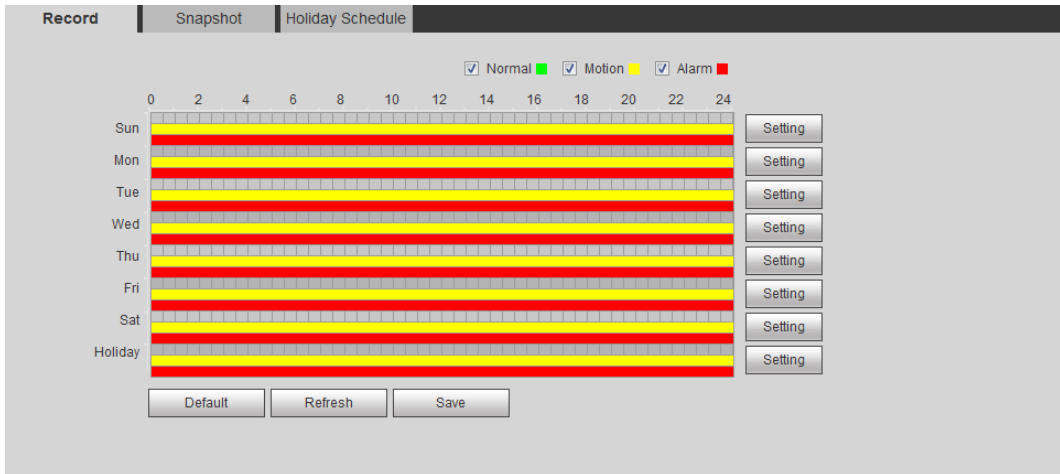 Record Snapshot Holiday Schedule
Normal Motion Alarm
0 2 4 6 8 10 12 14 16 18 20 22 24
Sun Setting
Mon Setting
Tue Setting
Wed Setting
Thu Setting
Fri Setting
Sat Setting
Holiday Setting
Default Refresh Save